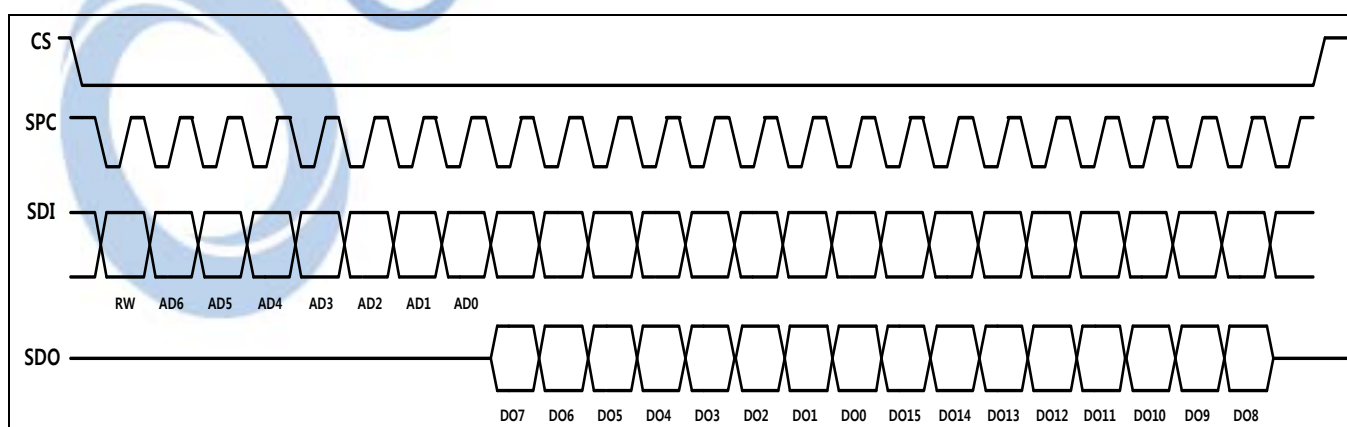 CS
SPC
SDI
RW AD6 AD5 AD4 AD3 AD2 AD1 AD0
SDO
DO7 DO6 DO5 DO4 DO3 DO2 DO1 DO0 DO15 DO14 DO13 DO12 DO11 DO10 DO9 DO8